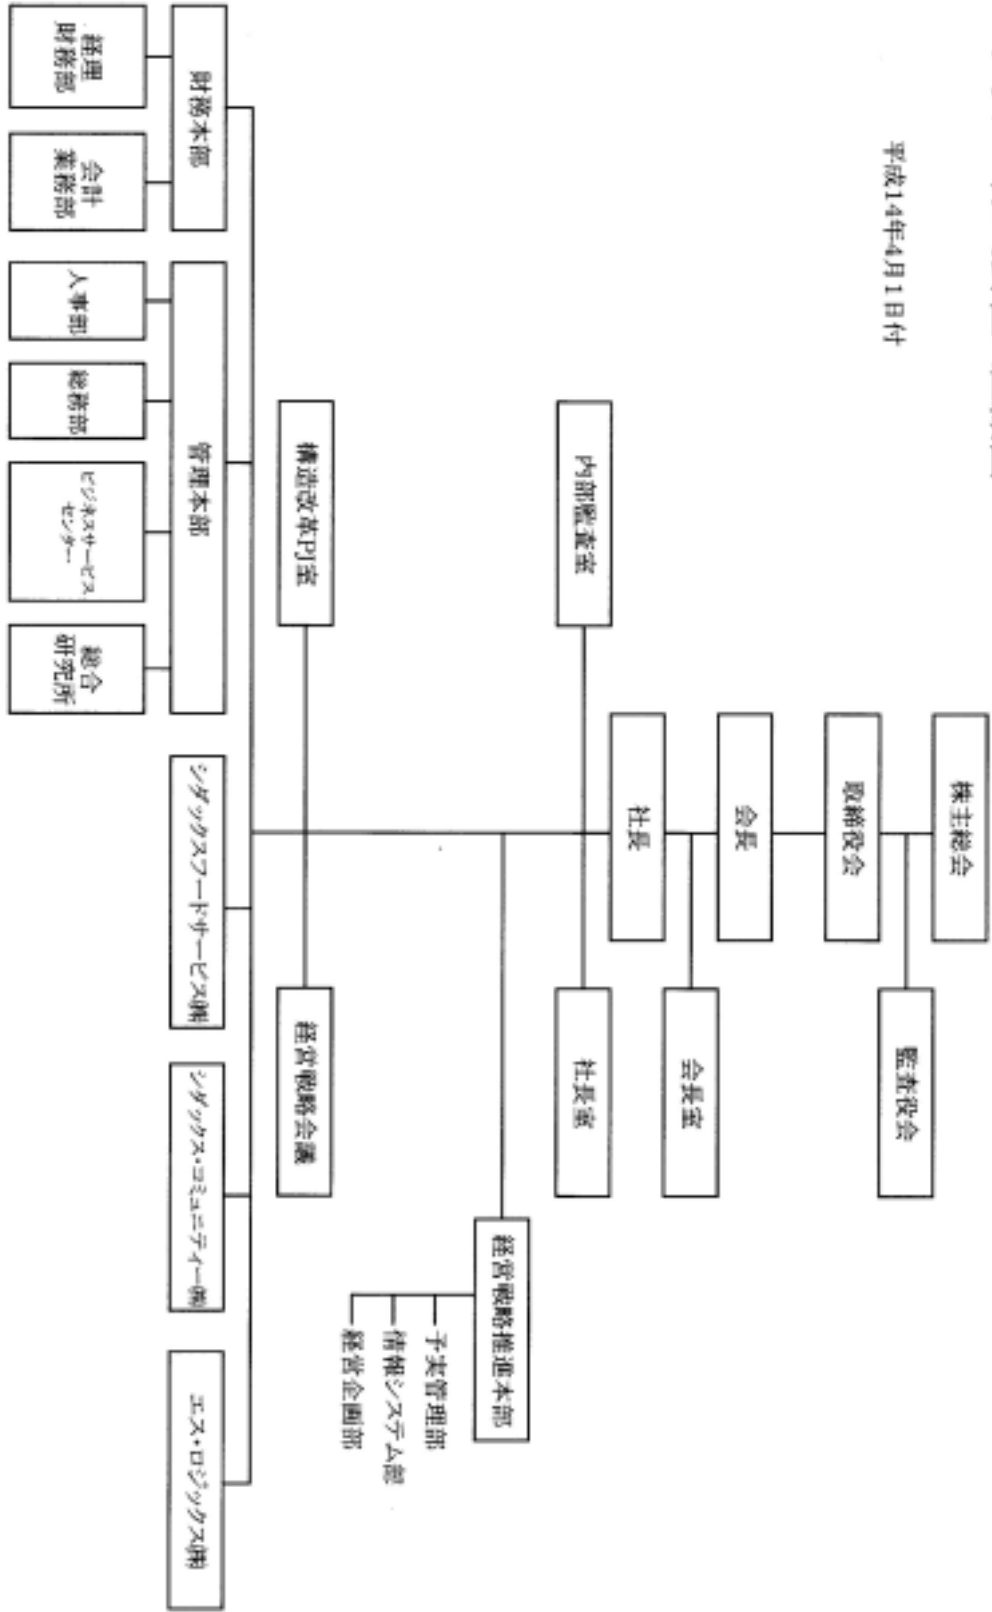 平成14年4月1日付
株主総会
監査役会
取締役会
会長
会長室
社長
内部監査室
社長室
経営戦略推進本部
予実管理部
情報システム部
経営企画部
構造改革PJ室
経営戦略会議
財務本部
管理本部
シダックスフードサービス㈱
シダックス・コミュニティー㈱
エス・ロジックス㈱
経理
財務部
会計
業務部
人事部
総務部
ビジネスサービス
センター
総合
研究所